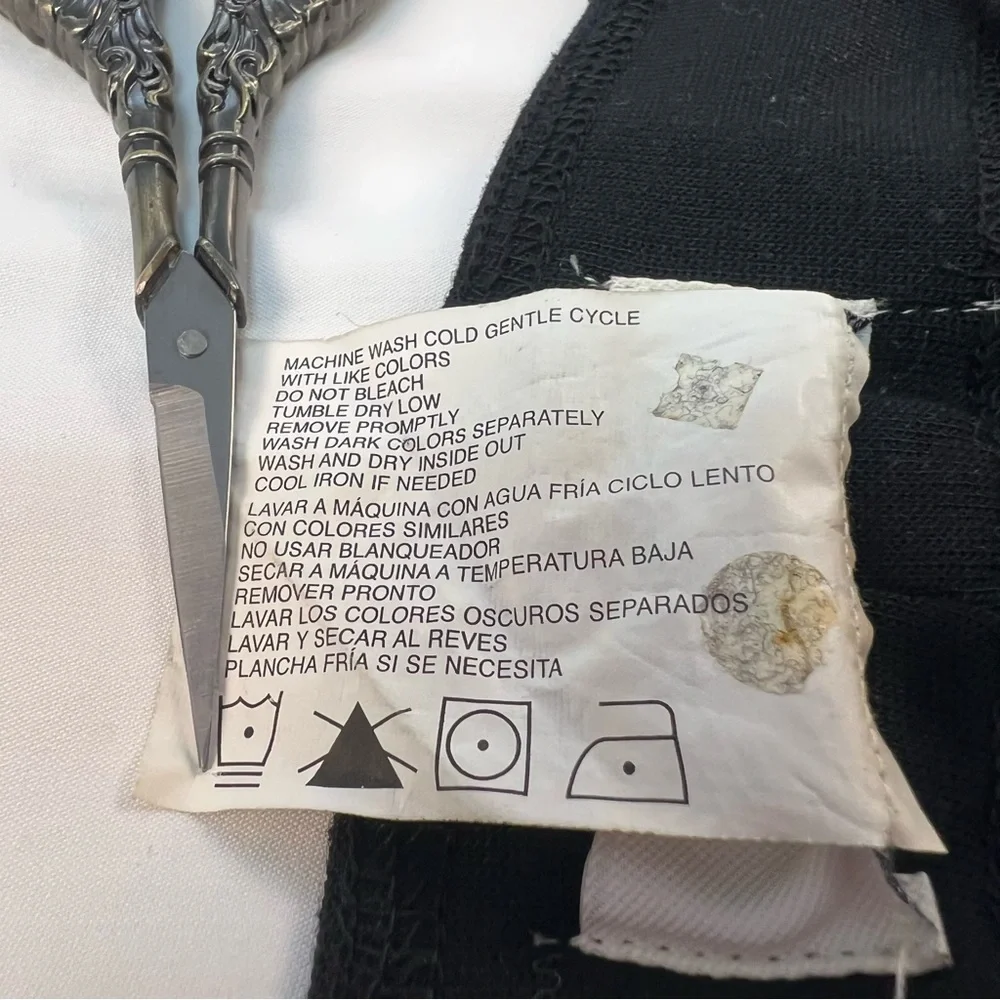 MACHINE WASH COLD GENTLE CYCLE
WITH LIKE COLORS
DO NOT BLEACH
TUMBLE DRY LOW
REMOVE PROMPTLY
WASH DARK COLORS SEPARATELY
WASH AND DRY INSIDE OUT
COOL IRON IF NEEDED
LAVAR A MÁQUINA CON AGUA FRÍA CICLO LENTO
CON COLORES SIMILARES
NO USAR BLANQUEADOR
SECAR A MÁQUINA A TEMPERATURA BAJA
REMOVER PRONTO
LAVAR LOS COLORES OSCUROS SEPARADOS
LAVAR Y SECAR AL REVES
PLANCHA FRÍA SI SE NECESITA